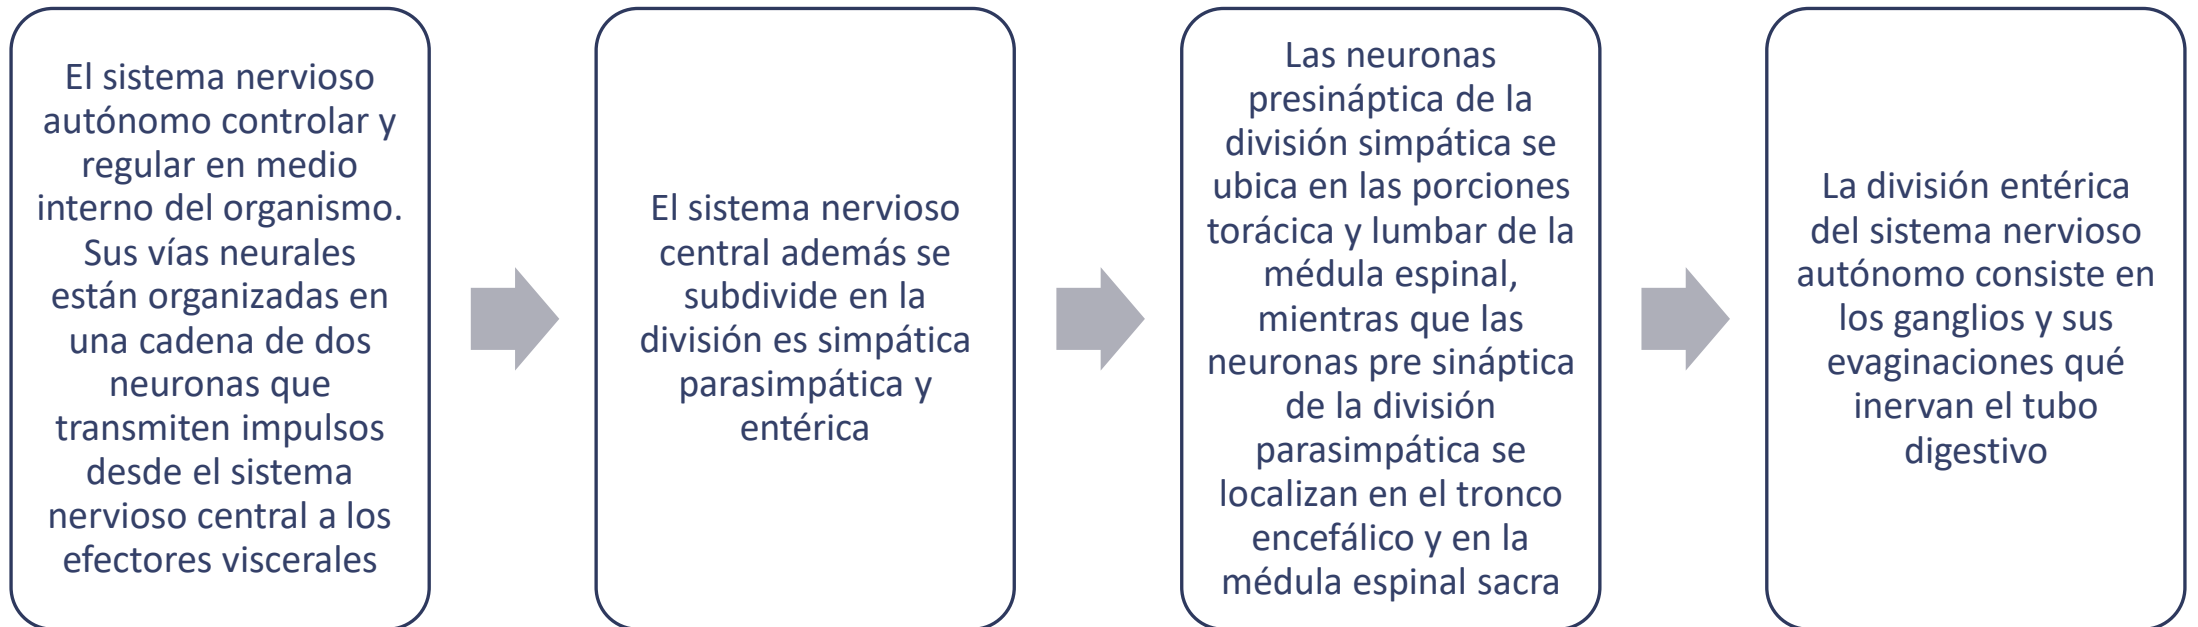 El sistema nervioso
autónomo controlar y
regular en medio
interno del organismo.
Sus vías neurales
están organizadas en
una cadena de dos
neuronas que
transmiten impulsos
desde el sistema
nervioso central a los
efectores viscerales
El sistema nervioso
central además se
subdivide en la
división es simpática
parasimpática y
entérica
Las neuronas
presináptica de la
división simpática se
ubica en las porciones
torácica y lumbar de la
médula espinal,
mientras que las
neuronas pre sináptica
de la división
parasimpática se
localizan en el tronco
encefálico y en la
médula espinal sacra
La división entérica
del sistema nervioso
autónomo consiste en
los ganglios y sus
evaginaciones qué
inervan el tubo
digestivo